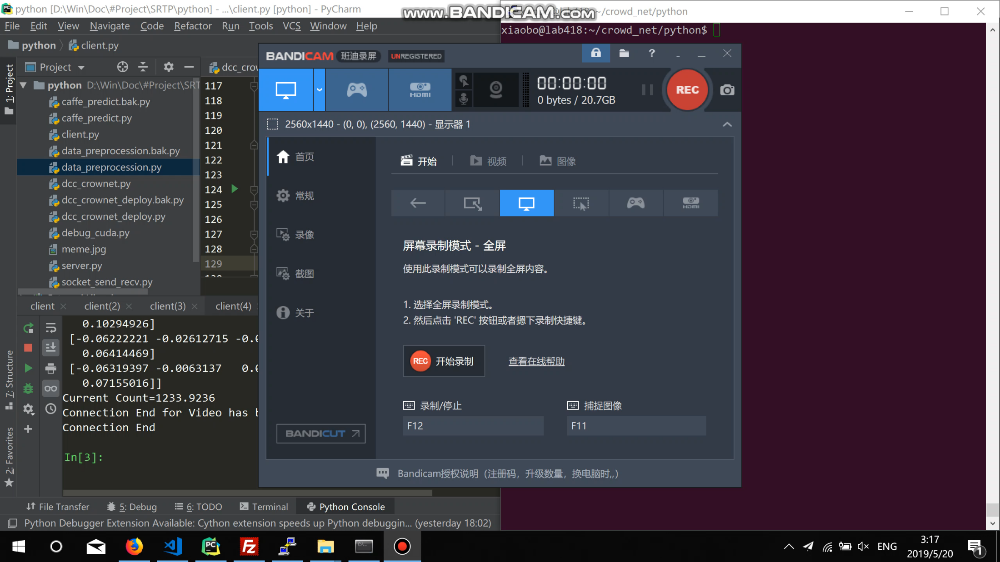 python [D:\Win\Doc\#Project\SRTP\python] - ...\client.py [python] - PyCharm
www.BANDICAM.com
@lab418:~/crowd_net/python
File Edit View Navigate Code Refactor Run Tools VCS Window Help
xiaobo@lab418:~/crowd_net/python$
python client.py
BANDICAM 班迪录屏 UNREGISTERED
1: Project
Project
dcc_crow
python D:\Win\Doc\#Project\SRT
caffe_predict.bak.py
caffe_predict.py
client.py
data_preprocession.bak.py
data_preprocession.py
dcc_crownet.py
dcc_crownet_deploy.bak.py
dcc_crownet_deploy.py
debug_cuda.py
meme.jpg
server.py
socket_send_recv.py
117
118
119
120
121
122
123
124
125
126
127
128
129
HDMI
00:00:00
0 bytes / 20.7GB
REC
2560x1440 - (0, 0), (2560, 1440) - 显示器 1
首页
常规
录像
截图
关于
BANDICUT
开始 视频 图像
HDMI
屏幕录制模式 - 全屏
使用此录制模式可以录制全屏内容。
1. 选择全屏录制模式。
2. 然后点击 'REC' 按钮或者摁下录制快捷键。
REC 开始录制 查看在线帮助
录制/停止 捕捉图像
F12 F11
Bandicam授权说明（注册码，升级数量，换电脑时,,）
client client(2) client(3) client(4)
7: Structure
2: Favorites
0.10294926]
[-0.06222221 -0.02612715 -0.0
0.06414469]
[-0.06319397 -0.0063137 0.0
0.07155016]]
Current Count=1233.9236
Connection End for Video has b
Connection End
In[3]:
File Transfer 5: Debug 6: TODO Terminal Python Console
Python Debugger Extension Available: Cython extension speeds up Python debuggin... (yesterday 18:02)
PC
Fz
ENG
3:17
2019/5/20
1